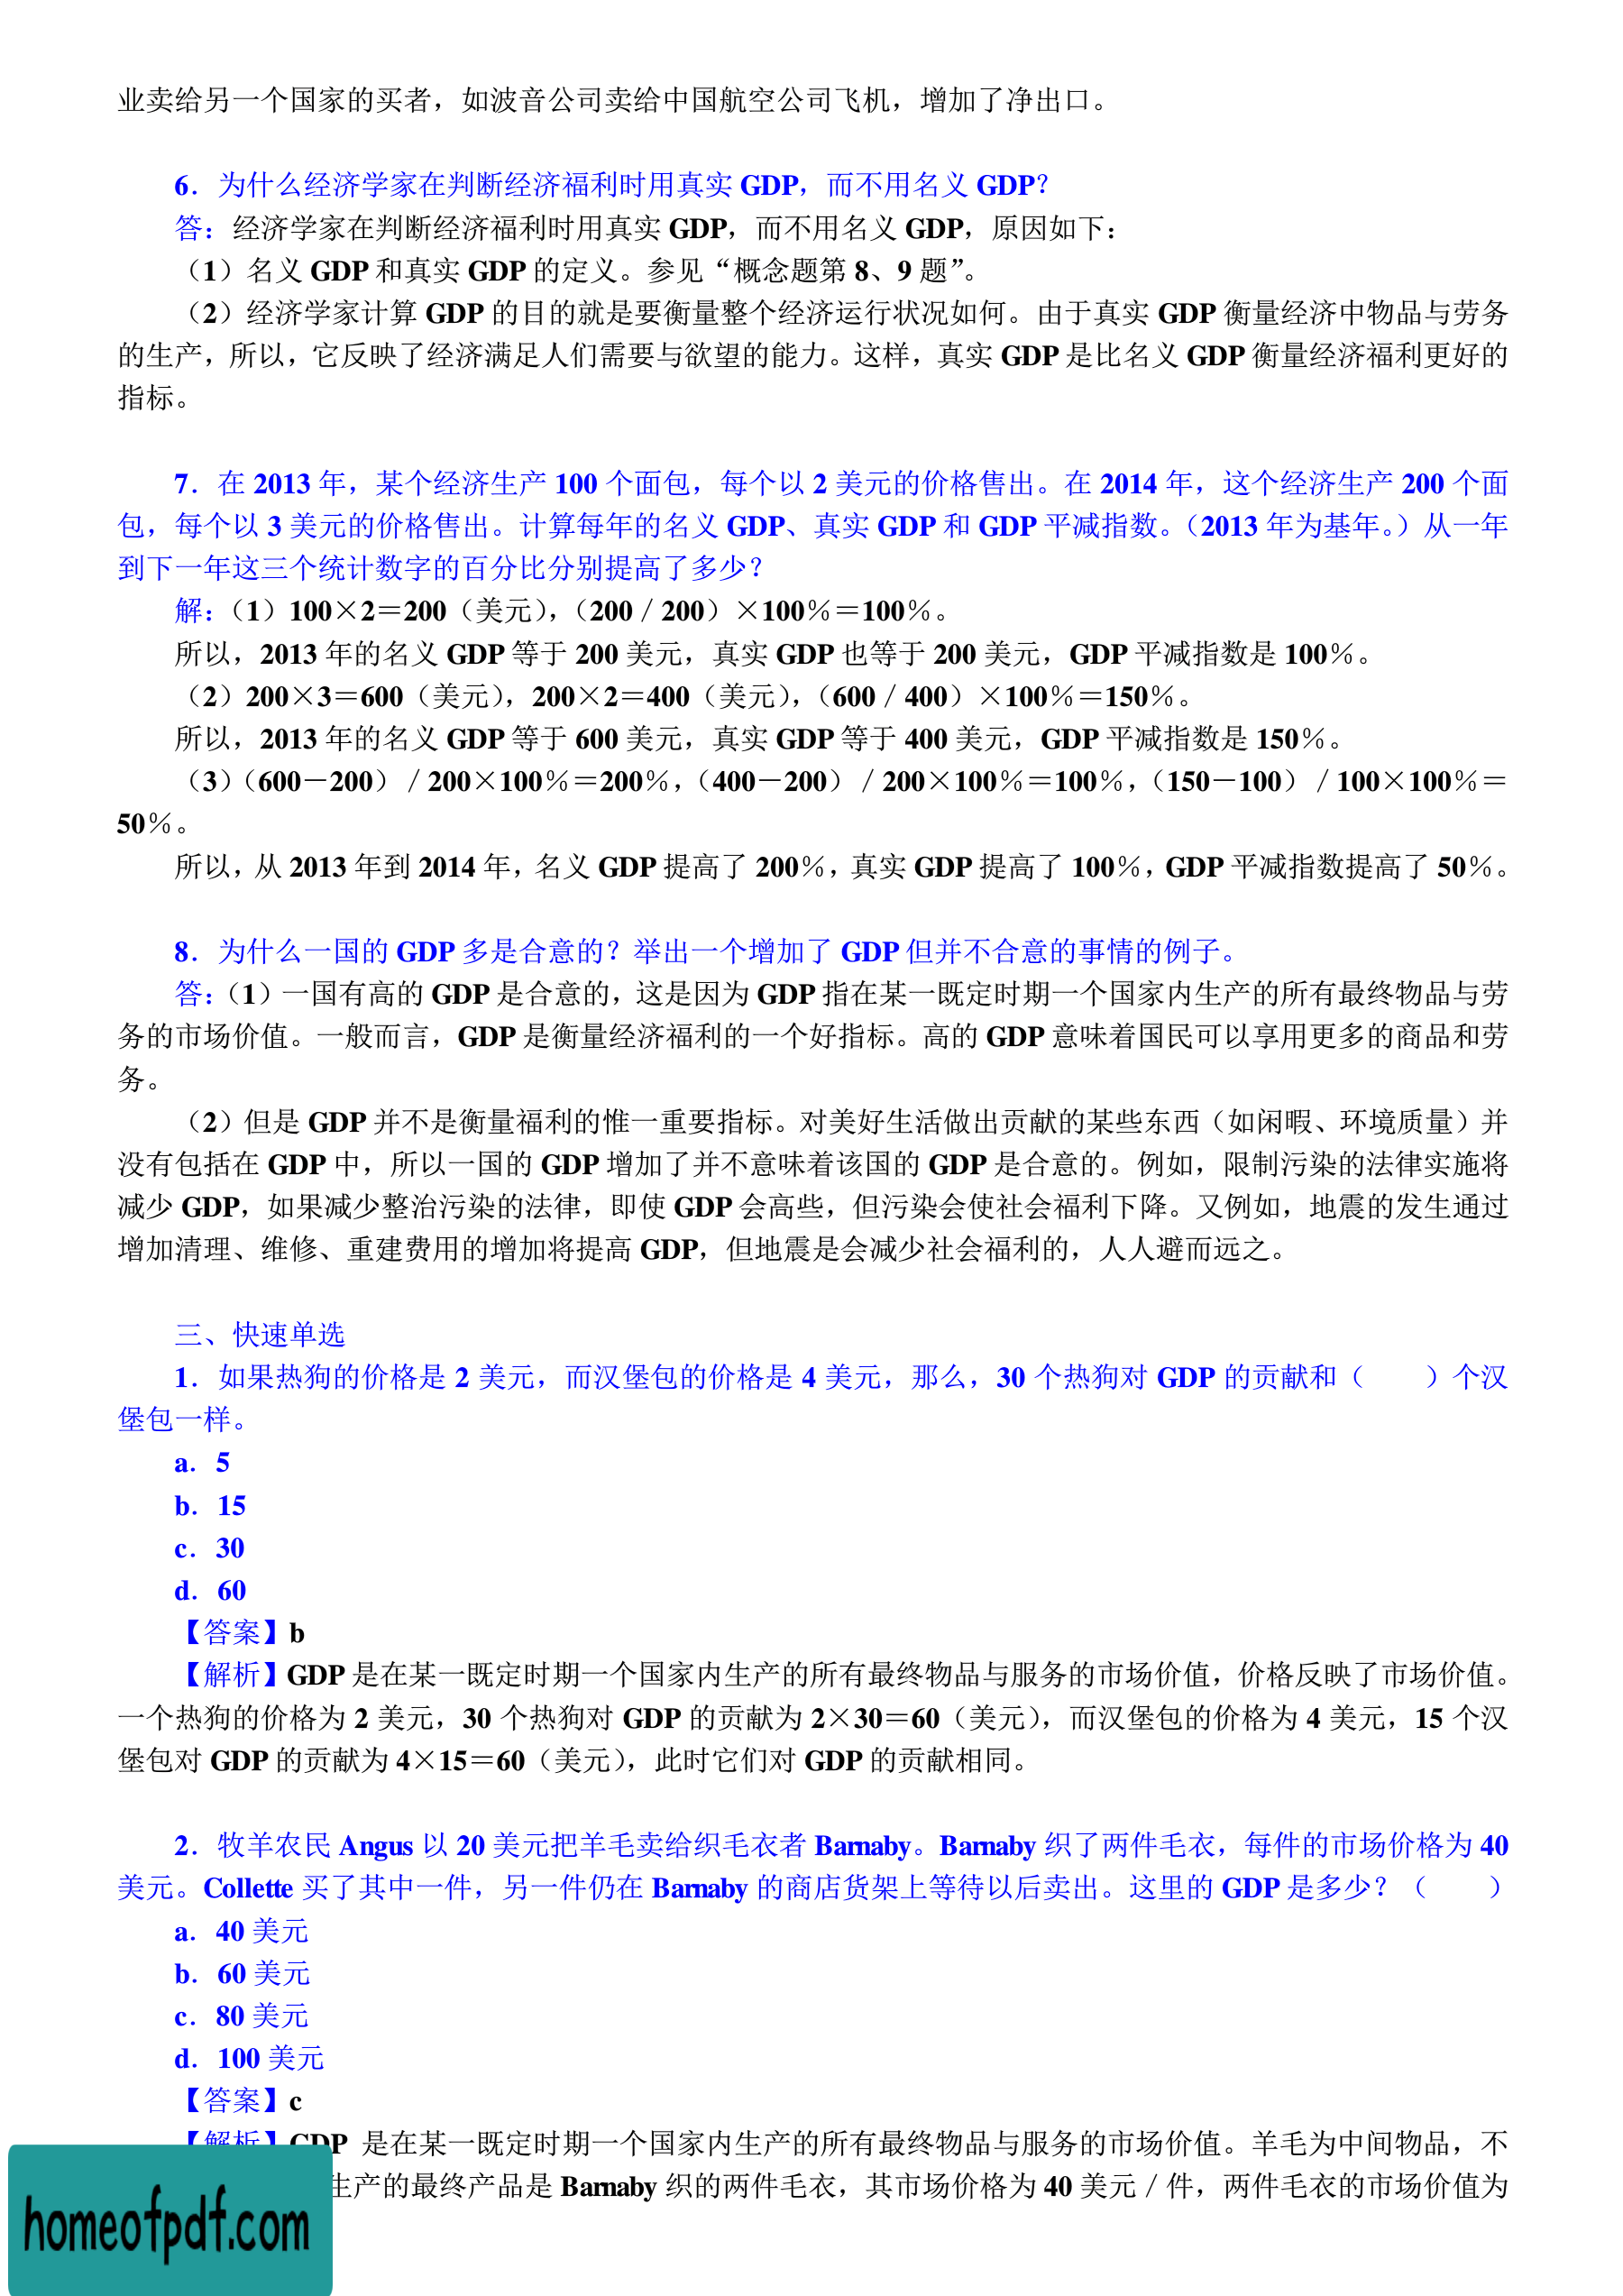 业卖给另一个国家的买者，如波音公司卖给中国航空公司飞机，增加了净出口。
6．为什么经济学家在判断经济福利时用真实 GDP，而不用名义 GDP？
答：经济学家在判断经济福利时用真实 GDP，而不用名义 GDP，原因如下：
（1）名义 GDP 和真实 GDP 的定义。参见“概念题第 8、9 题”。
（2）经济学家计算 GDP 的目的就是要衡量整个经济运行状况如何。由于真实 GDP 衡量经济中物品与劳务
的生产，所以，它反映了经济满足人们需要与欲望的能力。这样，真实 GDP 是比名义 GDP 衡量经济福利更好的
指标。
7．在 2013 年，某个经济生产 100 个面包，每个以 2 美元的价格售出。在 2014 年，这个经济生产 200 个面
包，每个以 3 美元的价格售出。计算每年的名义 GDP、真实 GDP 和 GDP 平减指数。（2013 年为基年。）从一年
到下一年这三个统计数字的百分比分别提高了多少？
解：（1）100×2＝200（美元），（200／200）×100％＝100％。
所以，2013 年的名义 GDP 等于 200 美元，真实 GDP 也等于 200 美元，GDP 平减指数是 100％。
（2）200×3＝600（美元），200×2＝400（美元），（600／400）×100％＝150％。
所以，2013 年的名义 GDP 等于 600 美元，真实 GDP 等于 400 美元，GDP 平减指数是 150％。
（3）（600－200）／200×100％＝200％，（400－200）／200×100％＝100％，（150－100）／100×100％＝
50％。
所以，从 2013 年到 2014 年，名义 GDP 提高了 200％，真实 GDP 提高了 100％，GDP 平减指数提高了 50％。
8．为什么一国的 GDP 多是合意的？举出一个增加了 GDP 但并不合意的事情的例子。
答：（1）一国有高的 GDP 是合意的，这是因为 GDP 指在某一既定时期一个国家内生产的所有最终物品与劳
务的市场价值。一般而言，GDP 是衡量经济福利的一个好指标。高的 GDP 意味着国民可以享用更多的商品和劳
务。
（2）但是 GDP 并不是衡量福利的惟一重要指标。对美好生活做出贡献的某些东西（如闲暇、环境质量）并
没有包括在 GDP 中，所以一国的 GDP 增加了并不意味着该国的 GDP 是合意的。例如，限制污染的法律实施将
减少 GDP，如果减少整治污染的法律，即使 GDP 会高些，但污染会使社会福利下降。又例如，地震的发生通过
增加清理、维修、重建费用的增加将提高 GDP，但地震是会减少社会福利的，人人避而远之。
三、快速单选
1．如果热狗的价格是 2 美元，而汉堡包的价格是 4 美元，那么，30 个热狗对 GDP 的贡献和（　　）个汉
堡包一样。
a．5
b．15
c．30
d．60
【答案】b
【解析】GDP 是在某一既定时期一个国家内生产的所有最终物品与服务的市场价值，价格反映了市场价值。
一个热狗的价格为 2 美元，30 个热狗对 GDP 的贡献为 2×30＝60（美元），而汉堡包的价格为 4 美元，15 个汉
堡包对 GDP 的贡献为 4×15＝60（美元），此时它们对 GDP 的贡献相同。
2．牧羊农民 Angus 以 20 美元把羊毛卖给织毛衣者 Barnaby。Barnaby 织了两件毛衣，每件的市场价格为 40
美元。Collette 买了其中一件，另一件仍在 Barnaby 的商店货架上等待以后卖出。这里的 GDP 是多少？（　　）
a．40 美元
b．60 美元
c．80 美元
d．100 美元
【答案】c
【解析】GDP 是在某一既定时期一个国家内生产的所有最终物品与服务的市场价值。羊毛为中间物品，不
生产的最终产品是 Barnaby 织的两件毛衣，其市场价格为 40 美元／件，两件毛衣的市场价值为
homeofpdf.com